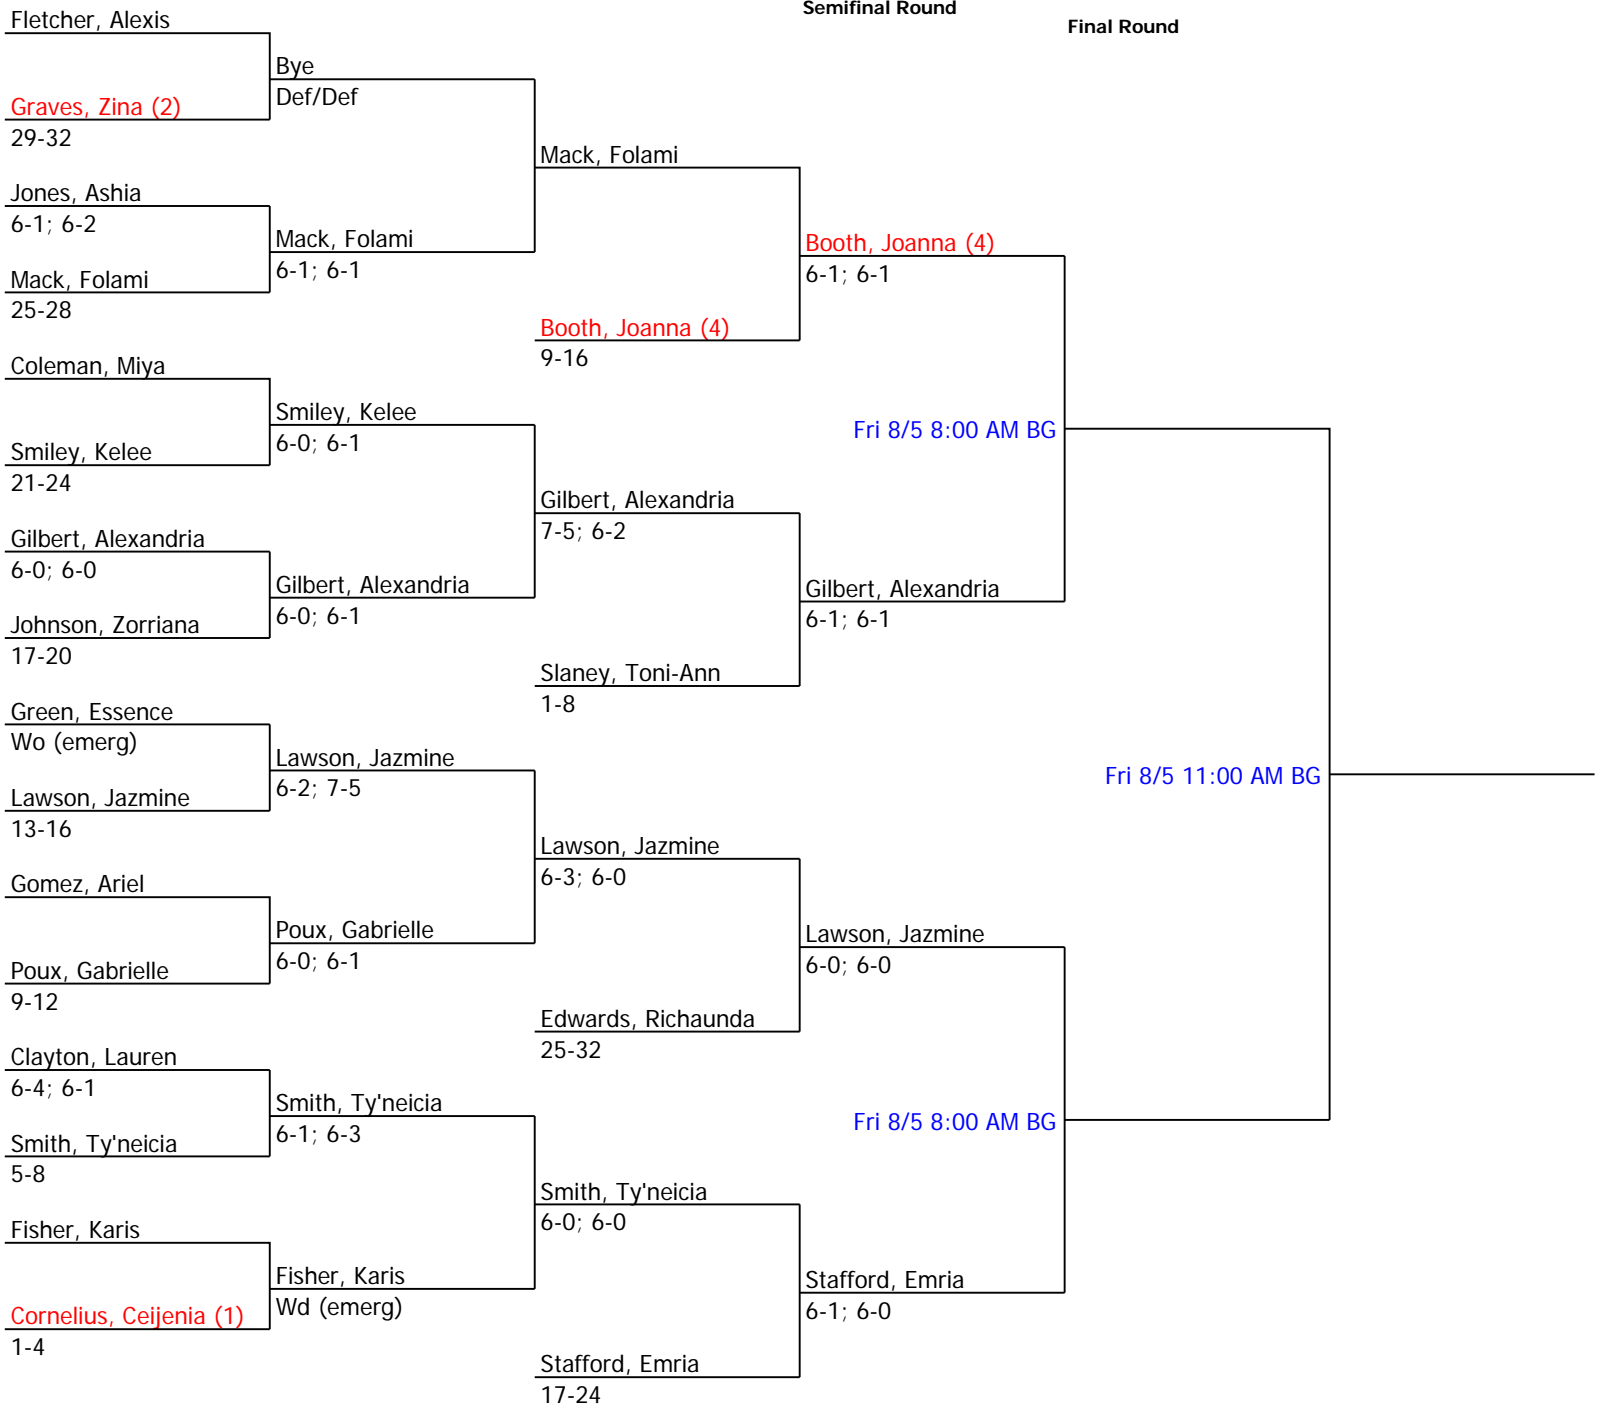 Semifinal Round
Final Round
Fletcher, Alexis
Bye
Def/Def
Graves, Zina (2)
29-32
Mack, Folami
Jones, Ashia
6-1; 6-2
Mack, Folami
6-1; 6-1
Booth, Joanna (4)
6-1; 6-1
Mack, Folami
25-28
Booth, Joanna (4)
9-16
Coleman, Miya
Smiley, Kelee
6-0; 6-1
Fri 8/5 8:00 AM BG
Smiley, Kelee
21-24
Gilbert, Alexandria
7-5; 6-2
Gilbert, Alexandria
6-0; 6-0
Gilbert, Alexandria
6-0; 6-1
Gilbert, Alexandria
6-1; 6-1
Johnson, Zorriana
17-20
Slaney, Toni-Ann
1-8
Green, Essence
Wo (emerg)
Lawson, Jazmine
6-2; 7-5
Fri 8/5 11:00 AM BG
Lawson, Jazmine
13-16
Lawson, Jazmine
6-3; 6-0
Gomez, Ariel
Poux, Gabrielle
6-0; 6-1
Lawson, Jazmine
6-0; 6-0
Poux, Gabrielle
9-12
Edwards, Richaunda
25-32
Clayton, Lauren
6-4; 6-1
Smith, Ty'neicia
6-1; 6-3
Fri 8/5 8:00 AM BG
Smith, Ty'neicia
5-8
Smith, Ty'neicia
6-0; 6-0
Fisher, Karis
Fisher, Karis
Wd (emerg)
Stafford, Emria
6-1; 6-0
Cornelius, Ceijenia (1)
1-4
Stafford, Emria
17-24